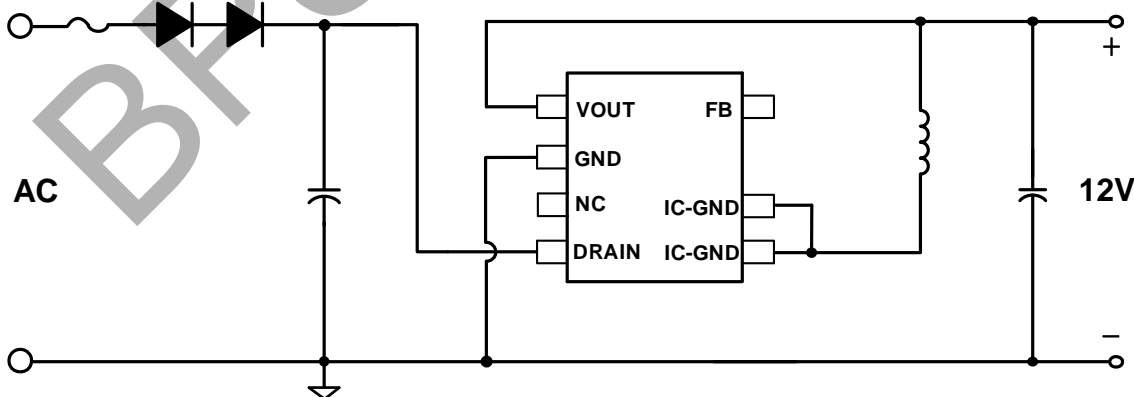 +
VOUT
FB
GND
AC
12V
NC
IC-GND
DRAIN
IC-GND
−